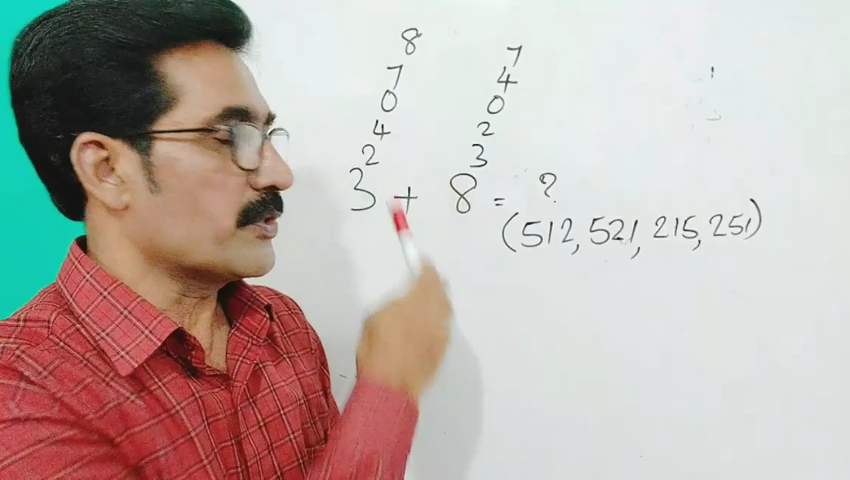 3^2^4^0^7^8 + 8^3^2^0^4^7 = ?
(512, 521, 215, 251)